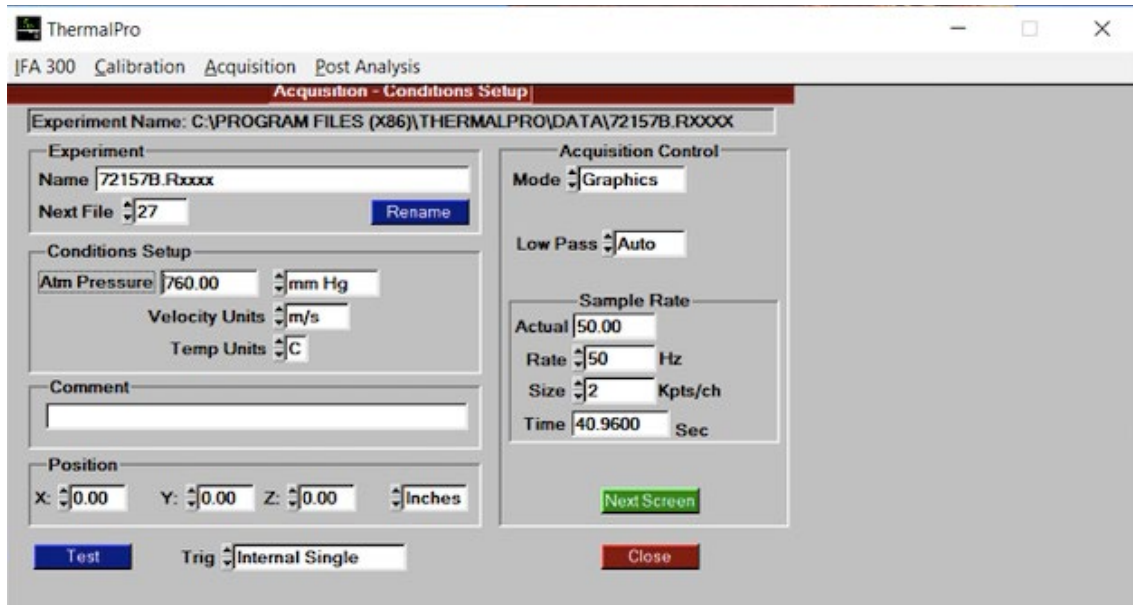 ThermalPro
IFA 300 Calibration Acquisition Post Analysis
Acquisition - Conditions Setup
Experiment Name: C:\PROGRAM FILES (X86)\THERMALPRO\DATA\72157B.RXXXX
Experiment
Name 72157B.Rxxxx
Next File 27 Rename
Conditions Setup
Atm Pressure 760.00 mm Hg
Velocity Units m/s
Temp Units C
Comment
Position
X: 0.00 Y: 0.00 Z: 0.00 Inches
Test Trig Internal Single
Acquisition Control
Mode Graphics
Low Pass Auto
Sample Rate
Actual 50.00
Rate 50 Hz
Size 2 Kpts/ch
Time 40.9600 Sec
Next Screen
Close